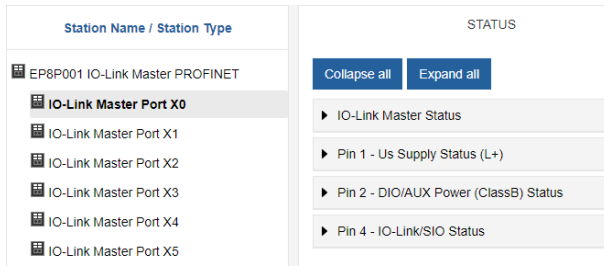 Station Name / Station Type
EP8P001 IO-Link Master PROFINET
IO-Link Master Port X0
IO-Link Master Port X1
IO-Link Master Port X2
IO-Link Master Port X3
IO-Link Master Port X4
IO-Link Master Port X5
STATUS
Collapse all Expand all
IO-Link Master Status
Pin 1 - Us Supply Status (L+)
Pin 2 - DIO/AUX Power (ClassB) Status
Pin 4 - IO-Link/SIO Status